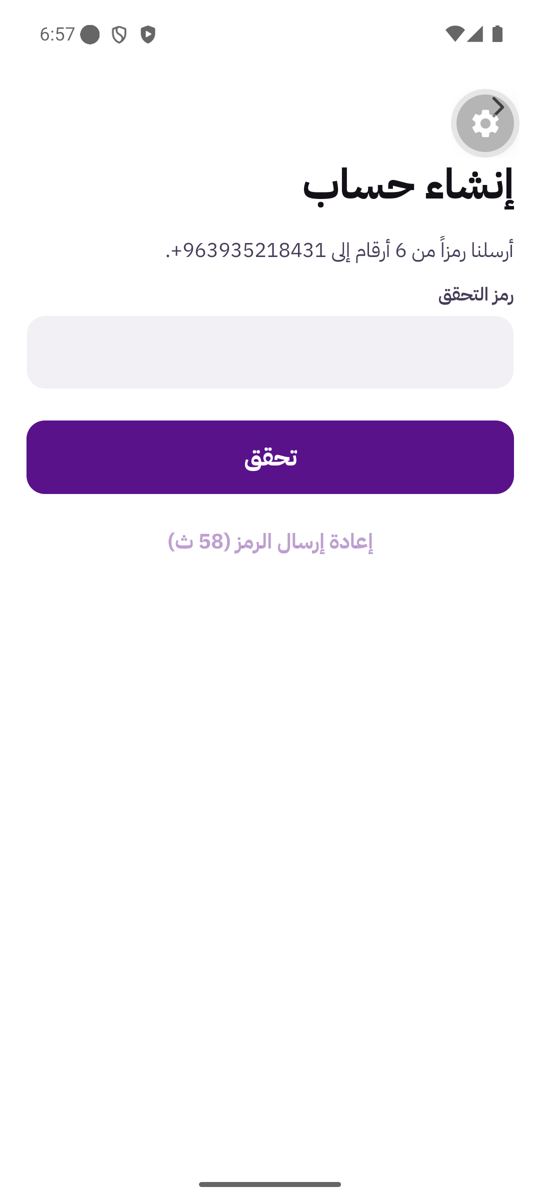 6:57
إنشاء حساب
أرسلنا رمزاً من 6 أرقام إلى 963935218431+.
رمز التحقق
تحقق
إعادة إرسال الرمز (58 ث)